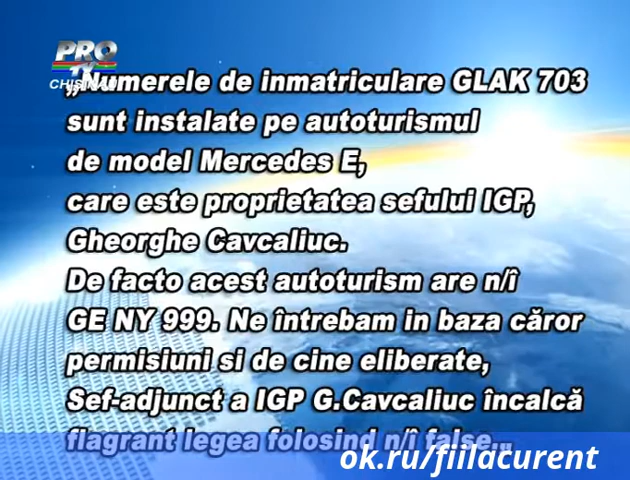 PRO
TV
CHIȘINĂU
„Numerele de inmatriculare GLAK 703
sunt instalate pe autoturismul
de model Mercedes E,
care este proprietatea sefului IGP,
Gheorghe Cavcaliuc.
De facto acest autoturism are n/î
GE NY 999. Ne întrebam in baza căror
permisiuni si de cine eliberate,
Sef-adjunct a IGP G.Cavcaliuc încalcă
flagrant legea folosind n/î false...
ok.ru/fiilacurent